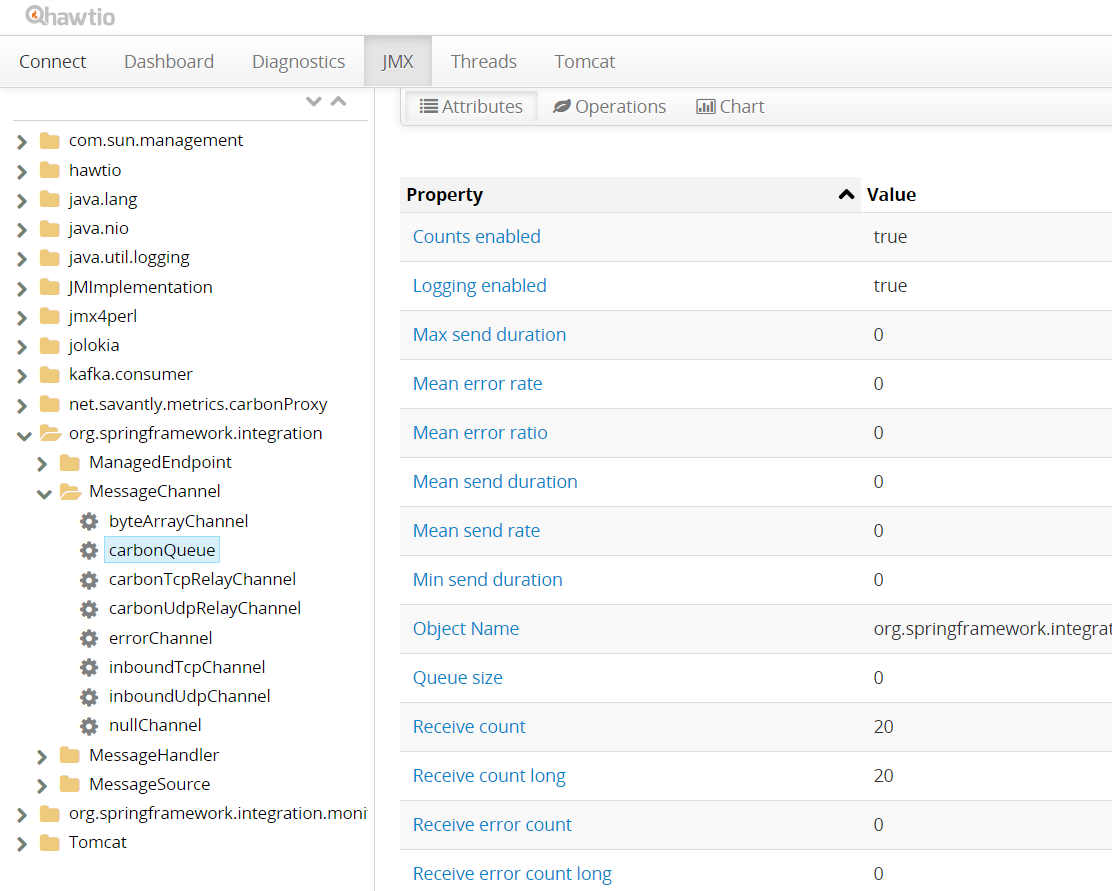 hawtio
Connect Dashboard Diagnostics JMX Threads Tomcat
Attributes Operations Chart
com.sun.management
hawtio
java.lang
java.nio
java.util.logging
JMImplementation
jmx4perl
jolokia
kafka.consumer
net.savantly.metrics.carbonProxy
org.springframework.integration
ManagedEndpoint
MessageChannel
byteArrayChannel
carbonQueue
carbonTcpRelayChannel
carbonUdpRelayChannel
errorChannel
inboundTcpChannel
inboundUdpChannel
nullChannel
MessageHandler
MessageSource
org.springframework.integration.moni
Tomcat
Property Value
Counts enabled true
Logging enabled true
Max send duration 0
Mean error rate 0
Mean error ratio 0
Mean send duration 0
Mean send rate 0
Min send duration 0
Object Name org.springframework.integrat
Queue size 0
Receive count 20
Receive count long 20
Receive error count 0
Receive error count long 0